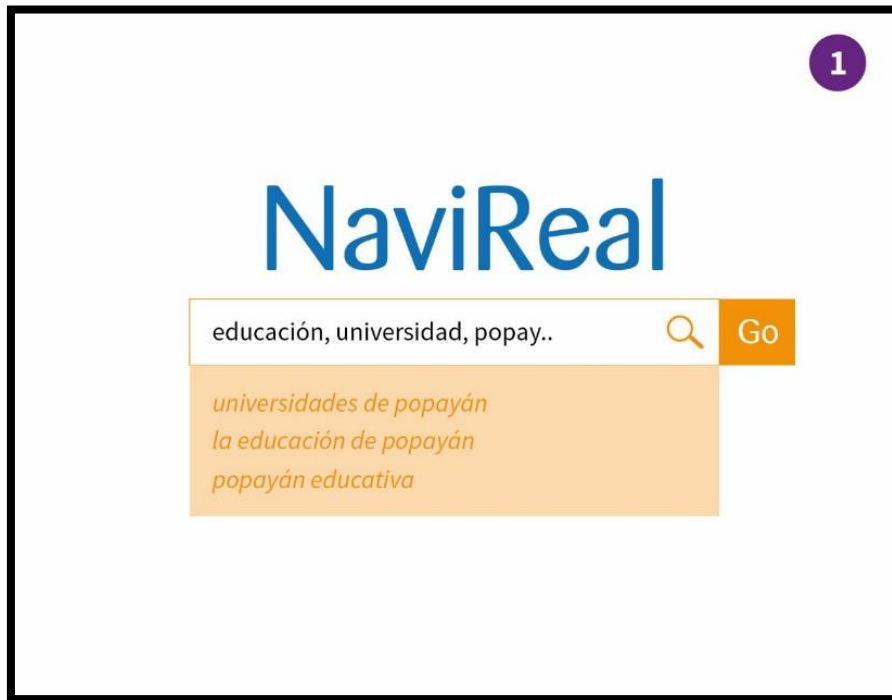 1
NaviReal
educación, universidad, popay..
Go
universidades de popayán
la educación de popayán
popayán educativa